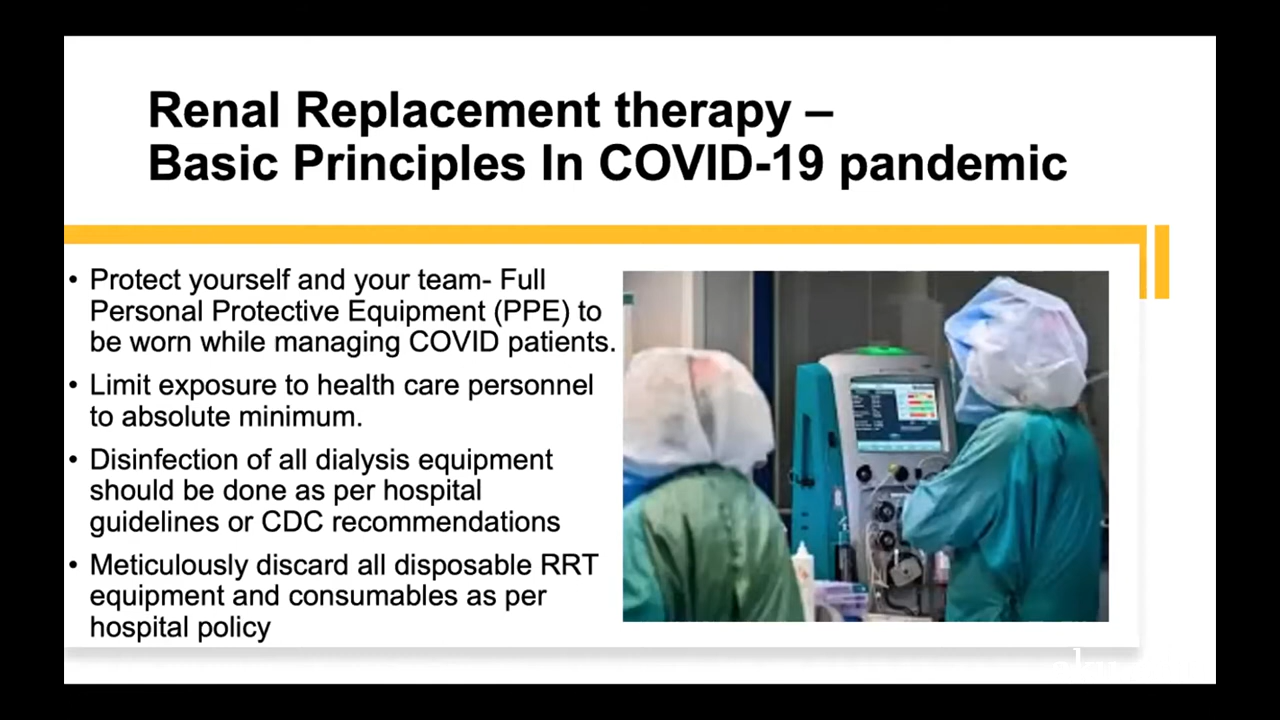 Renal Replacement therapy –
Basic Principles In COVID-19 pandemic
• Protect yourself and your team- Full
Personal Protective Equipment (PPE) to
be worn while managing COVID patients.
• Limit exposure to health care personnel
to absolute minimum.
• Disinfection of all dialysis equipment
should be done as per hospital
guidelines or CDC recommendations
• Meticulously discard all disposable RRT
equipment and consumables as per
hospital policy